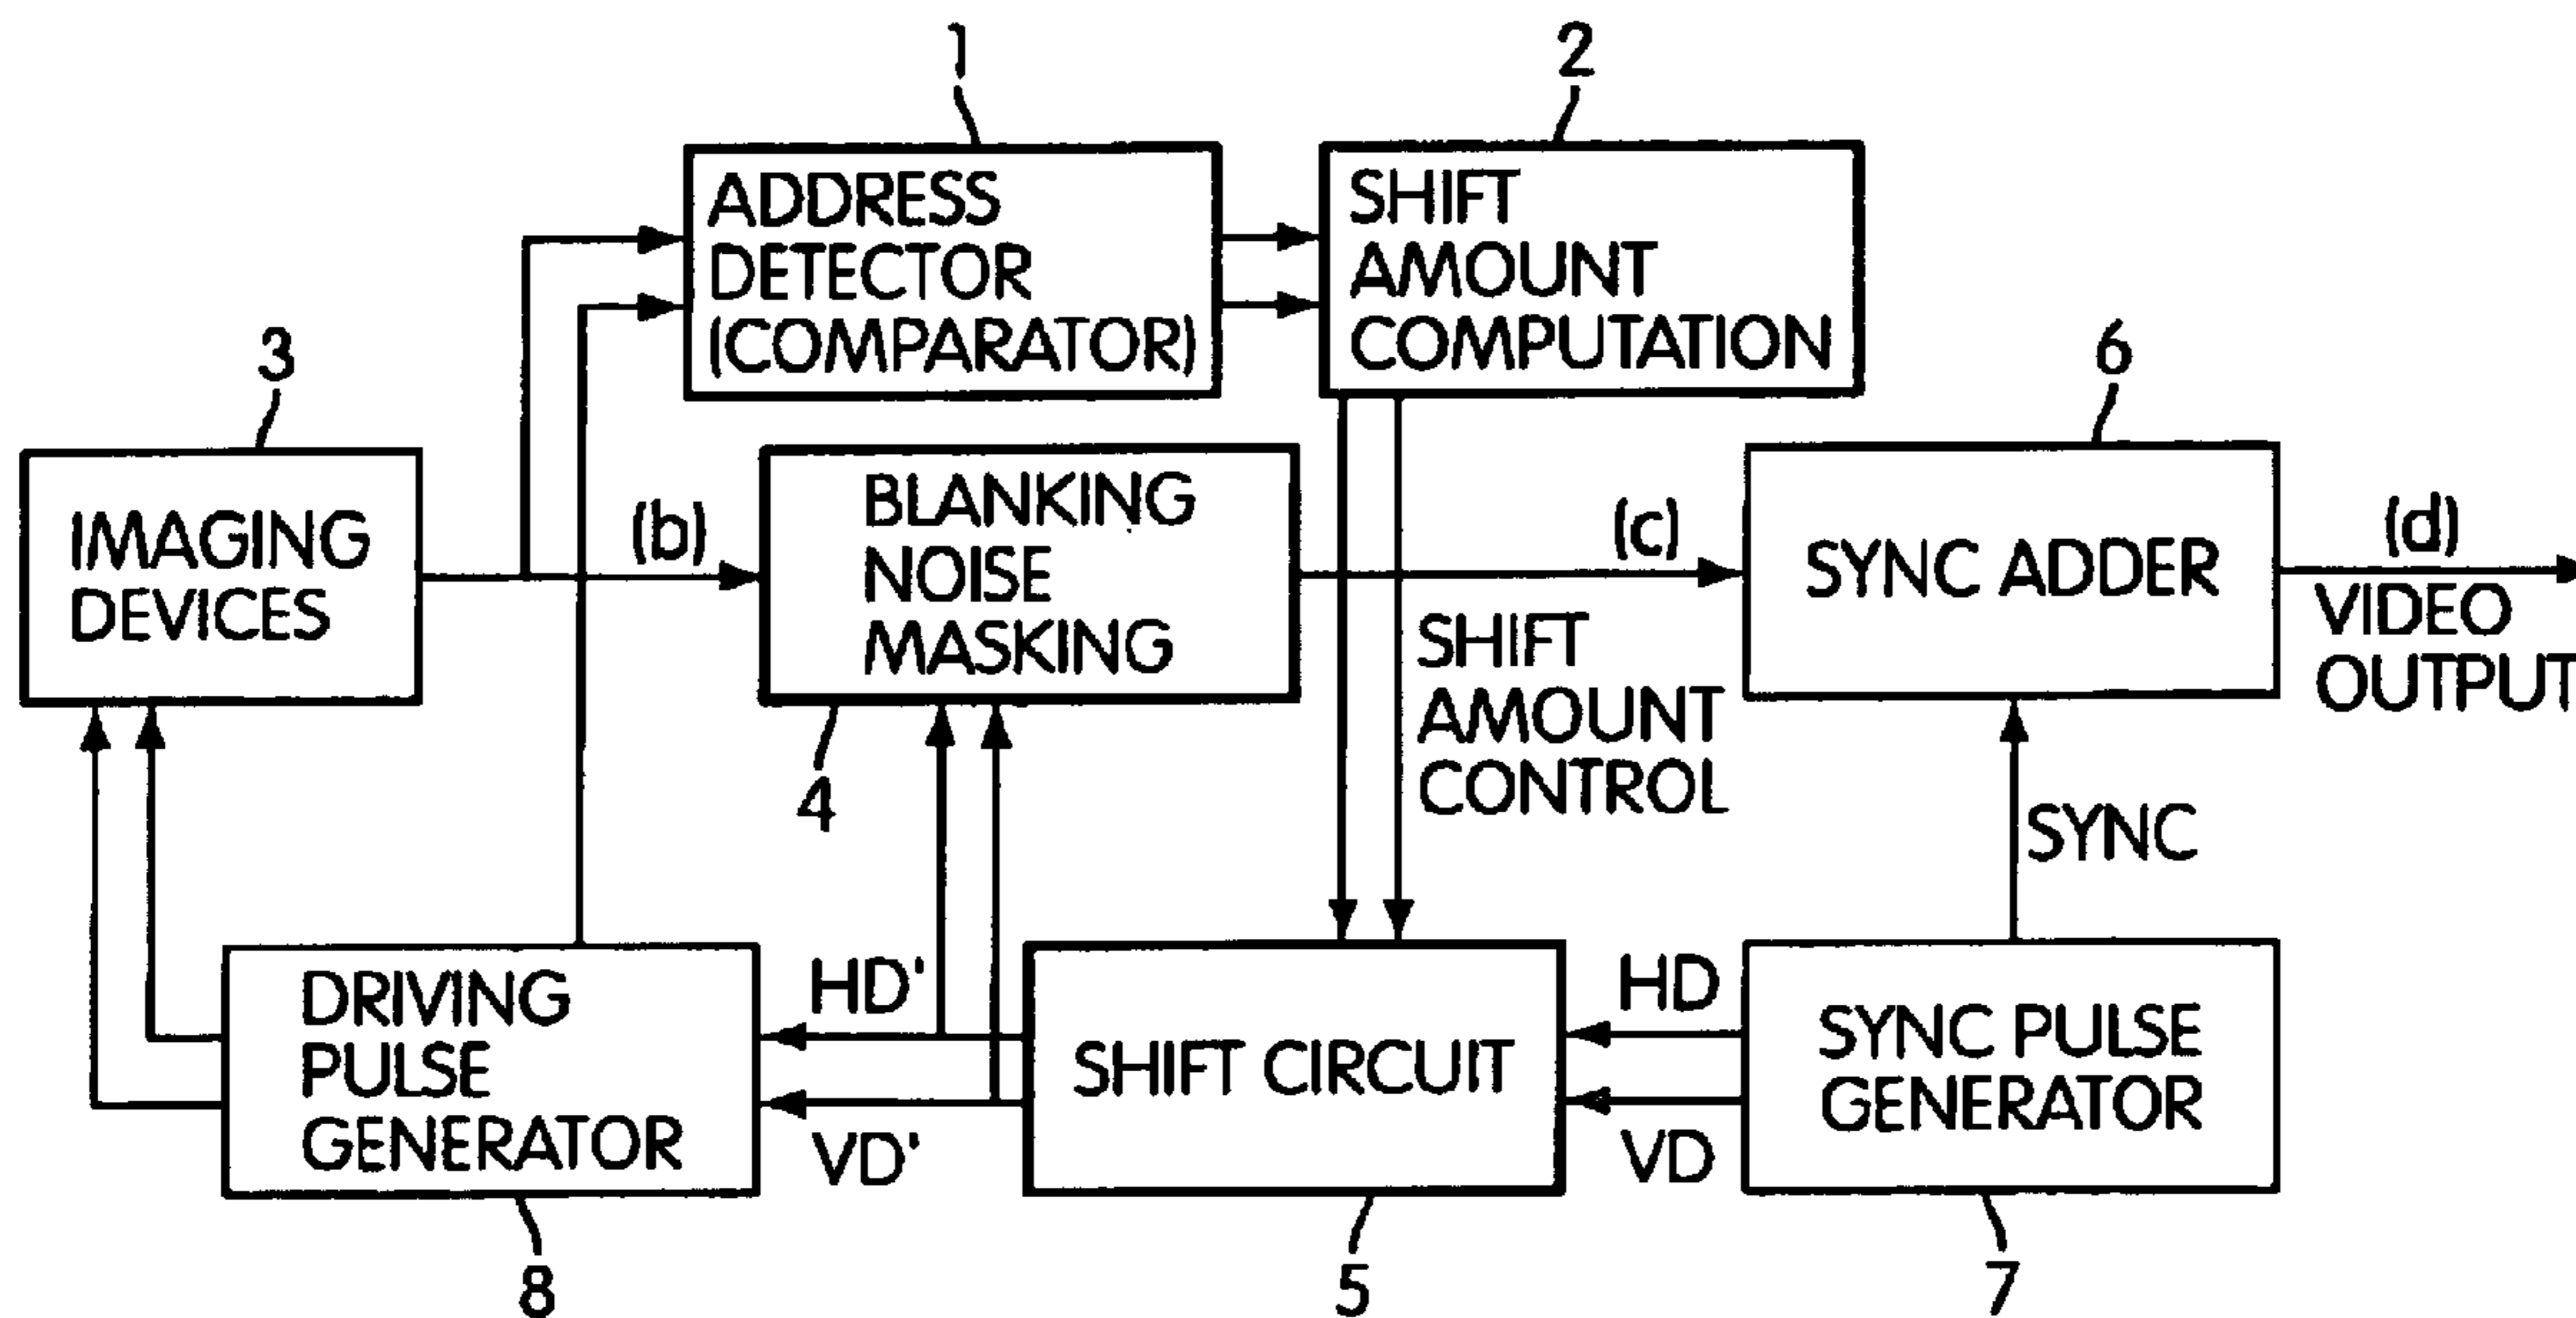 1
2
ADDRESS
DETECTOR
(COMPARATOR)
SHIFT
AMOUNT
COMPUTATION
3
6
IMAGING
DEVICES
(b)
BLANKING
NOISE
MASKING
4
(c)
SHIFT
AMOUNT
CONTROL
SYNC ADDER
(d)
VIDEO
OUTPUT
SYNC
DRIVING
PULSE
GENERATOR
HD'
VD'
SHIFT CIRCUIT
HD
VD
SYNC PULSE
GENERATOR
8
5
7